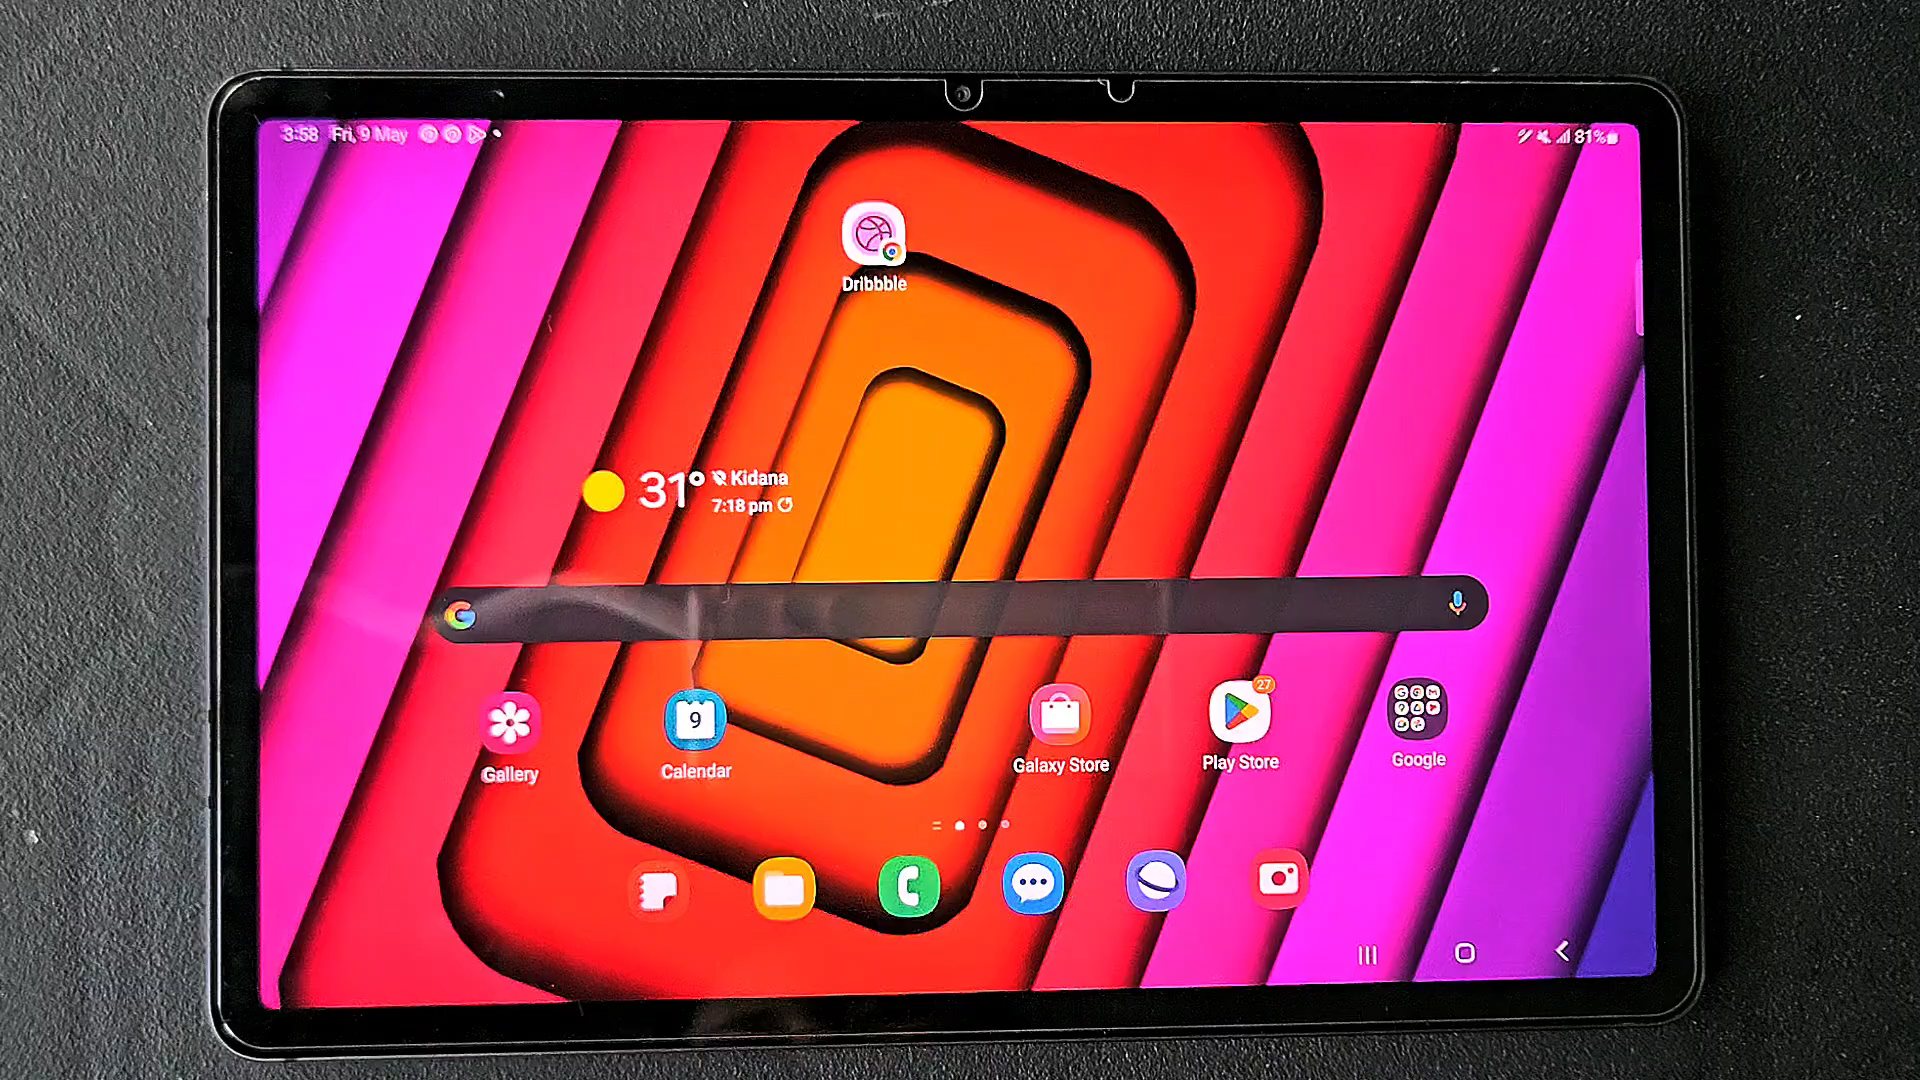 3:58 Fri, 9 May
81%
Dribbble
31° Kidana
7:18 pm
Gallery
9
Calendar
Galaxy Store
27
Play Store
Google